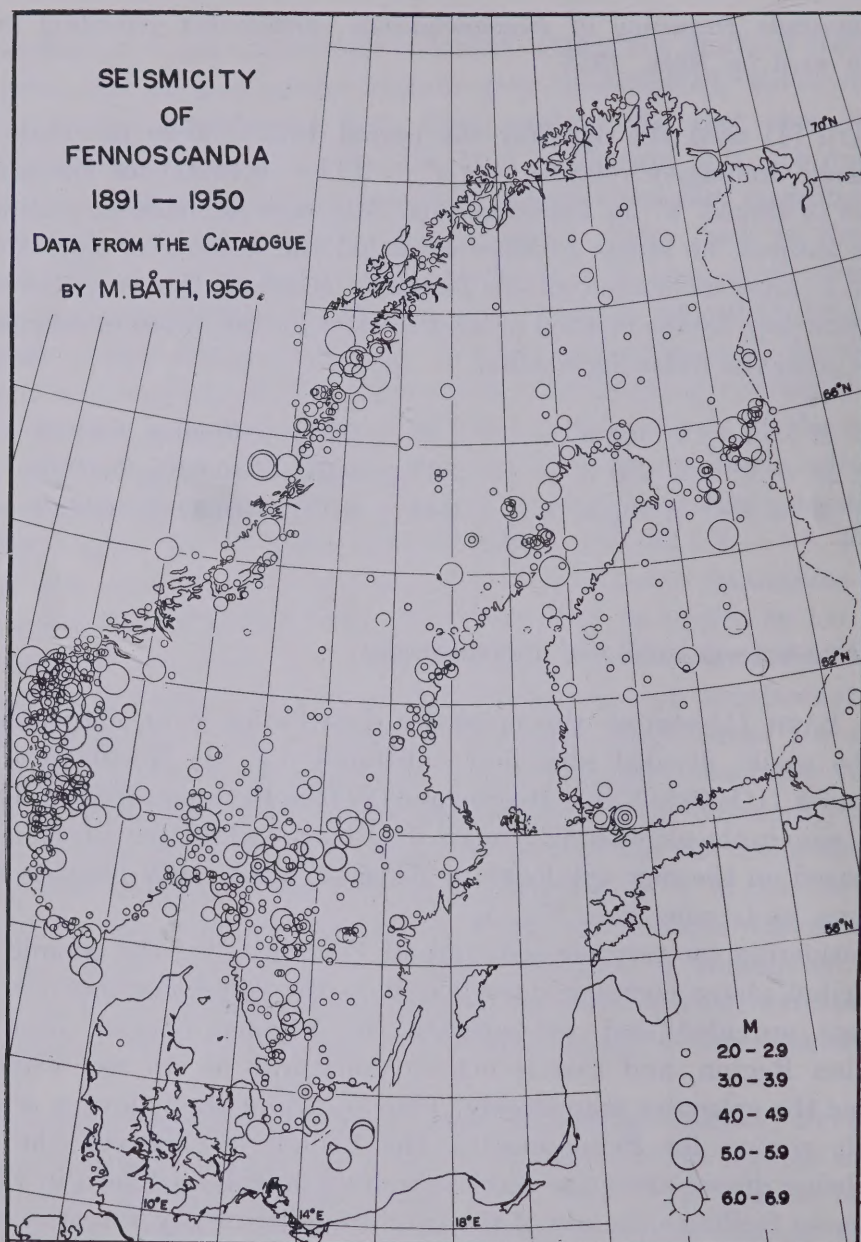 SEISMICITY
OF
FENNOSCANDIA
1891 — 1950
DATA FROM THE CATALOGUE
BY M. BÅTH, 1956.
70°N
66°N
62°N
58°N
M
2.0 – 2.9
3.0 – 3.9
4.0 – 4.9
5.0 – 5.9
6.0 – 6.9
10°E
14°E
18°E